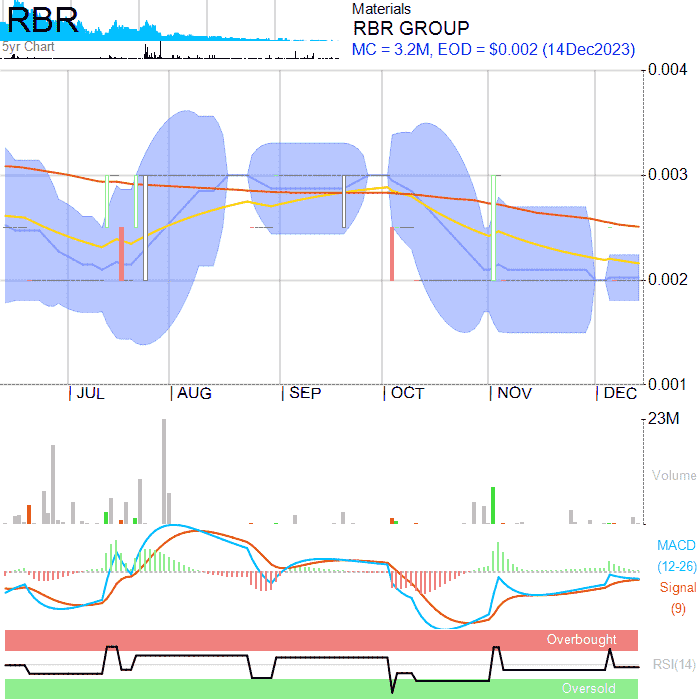 RBR
5yr Chart
Materials
RBR GROUP
MC = 3.2M, EOD = $0.002 (14Dec2023)
0.004
0.003
0.002
0.001
JUL AUG SEP OCT NOV DEC
23M
Volume
MACD
(12-26)
Signal
(9)
Overbought
RSI(14)
Oversold